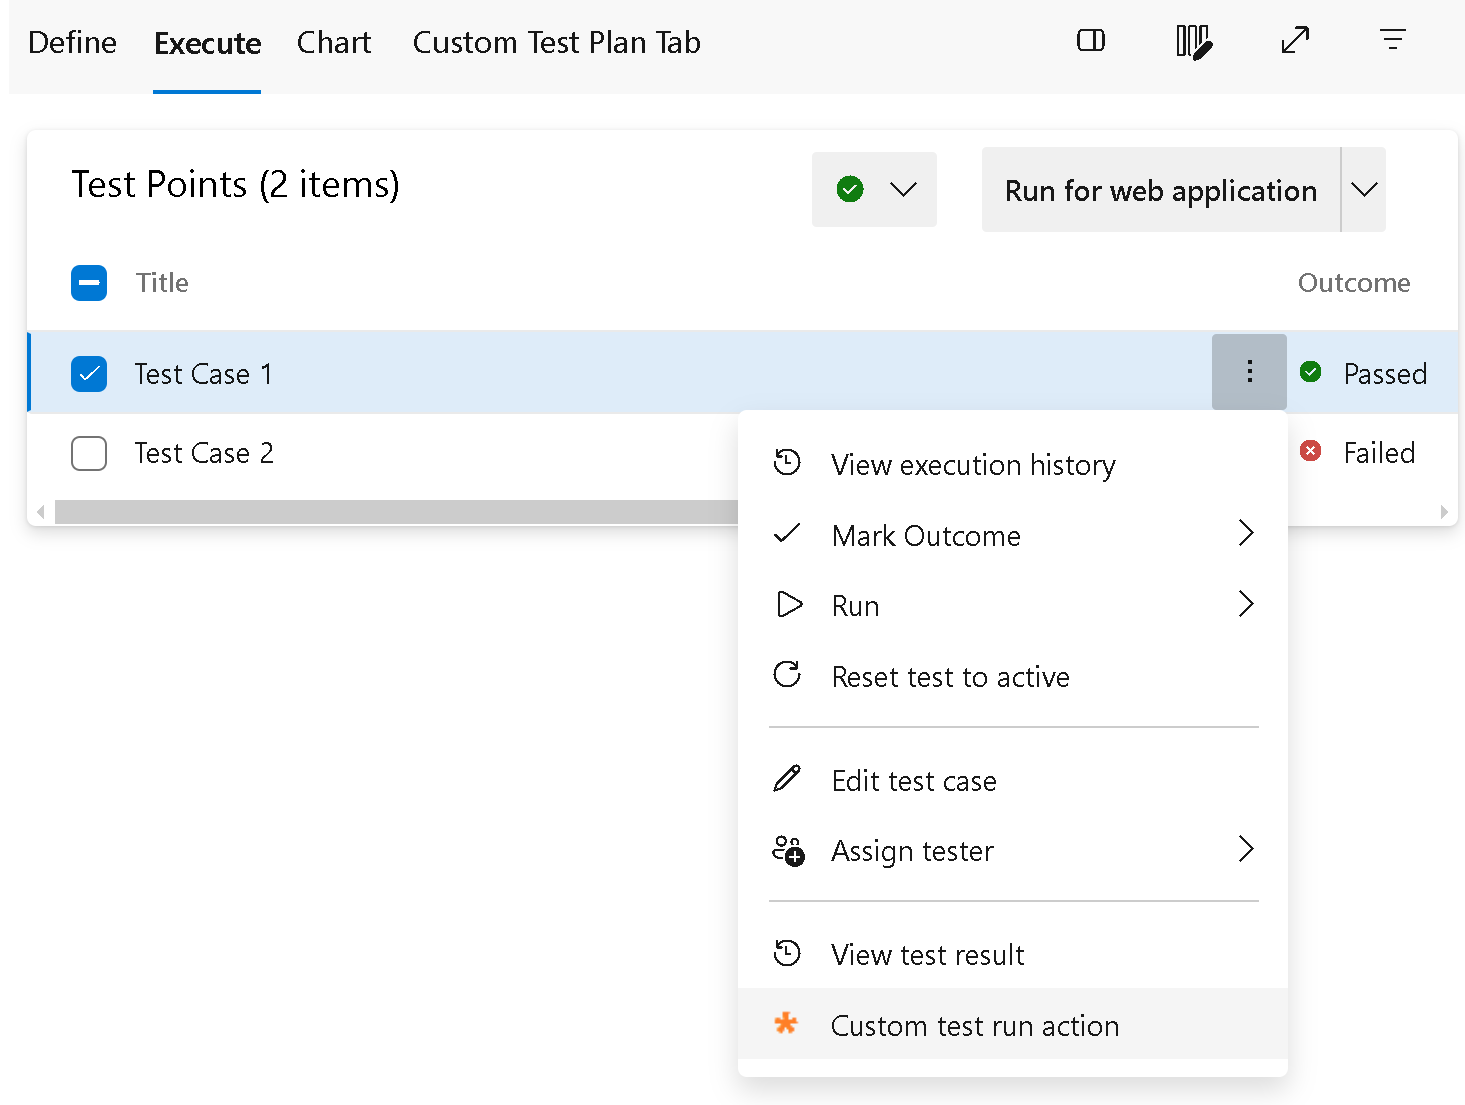 Define Execute Chart Custom Test Plan Tab
Test Points (2 items)
Run for web application
Title Outcome
Test Case 1 Passed
Test Case 2 Failed
View execution history
Mark Outcome
Run
Reset test to active
Edit test case
Assign tester
View test result
Custom test run action